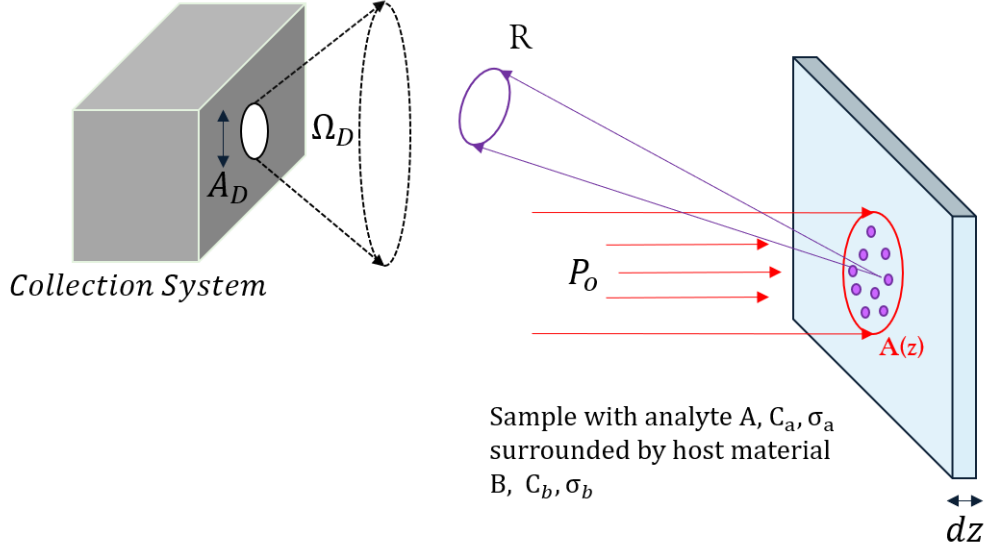 R
Ω_D
A_D
Collection System
P_o
A(z)
Sample with analyte A, C_a, σ_a
surrounded by host material
B, C_b, σ_b
dz